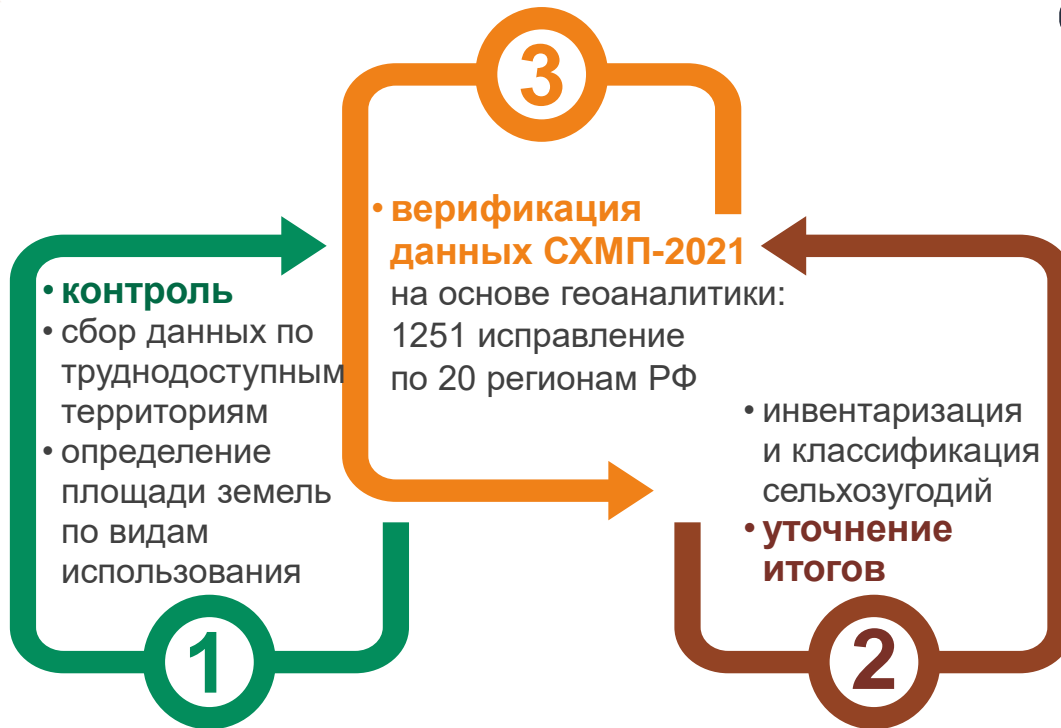 3
• верификация
данных СХМП-2021
на основе геоаналитики:
1251 исправление
по 20 регионам РФ
• контроль
• сбор данных по
труднодоступным
территориям
• определение
площади земель
по видам
использования
1
• инвентаризация
и классификация
сельхозугодий
• уточнение
итогов
2